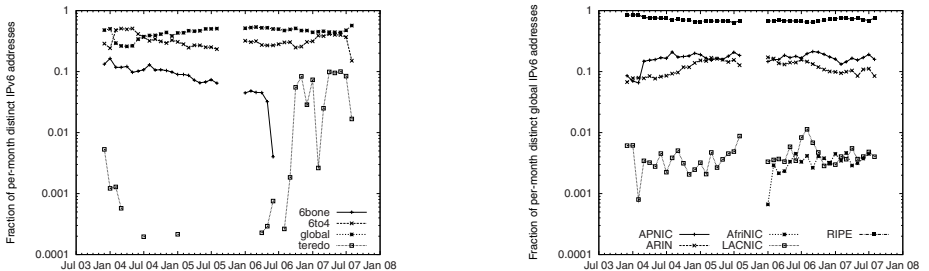 Fraction of per-month distinct IPv6 addresses
1
0.1
0.01
0.001
0.0001
6bone
6to4
global
teredo
Jul 03 Jan 04 Jul 04 Jan 05 Jul 05 Jan 06 Jul 06 Jan 07 Jul 07 Jan 08
Fraction of per-month distinct global IPv6 addresses
1
0.1
0.01
0.001
0.0001
APNIC AfriNIC RIPE
ARIN LACNIC
Jul 03 Jan 04 Jul 04 Jan 05 Jul 05 Jan 06 Jul 06 Jan 07 Jul 07 Jan 08